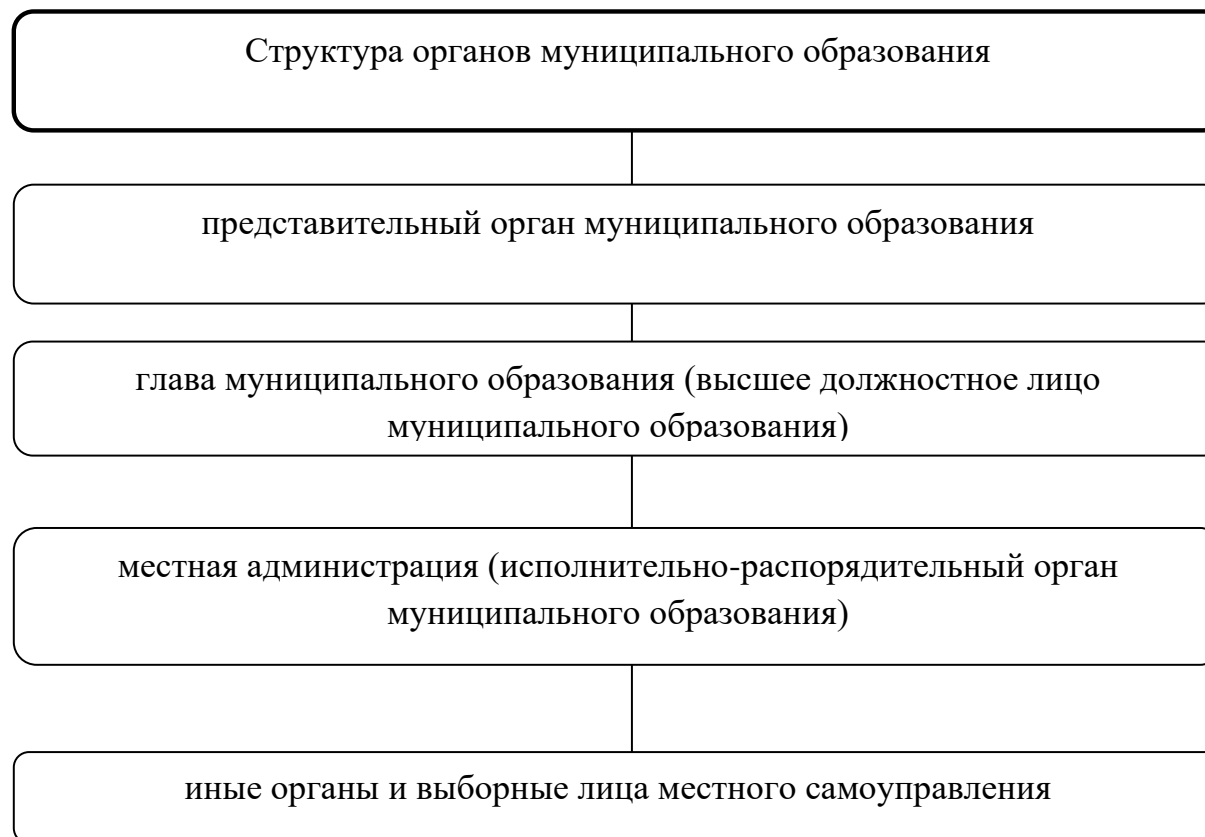 Структура органов муниципального образования
представительный орган муниципального образования
глава муниципального образования (высшее должностное лицо
муниципального образования)
местная администрация (исполнительно-распорядительный орган
муниципального образования)
иные органы и выборные лица местного самоуправления